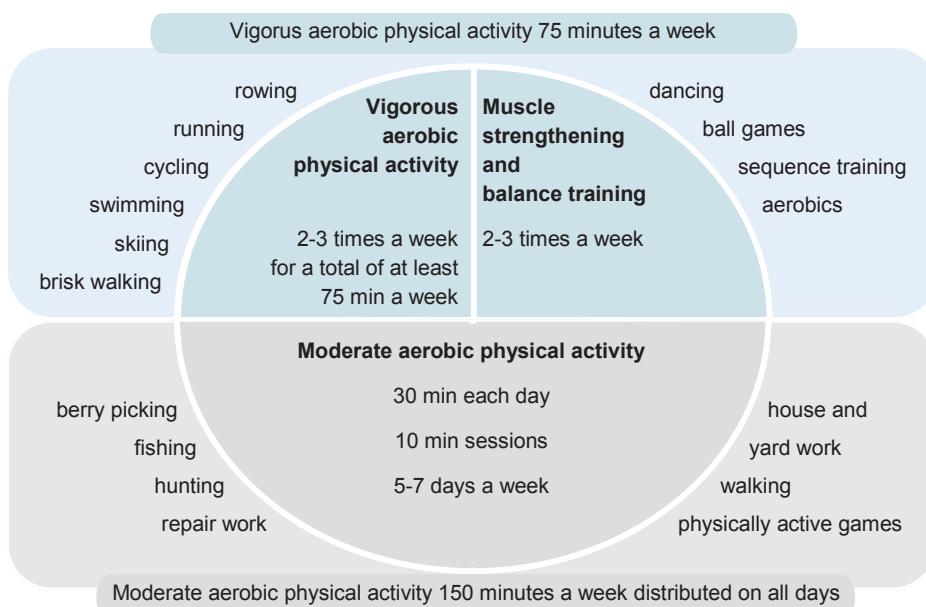 Vigorus aerobic physical activity 75 minutes a week
rowing
running
cycling
swimming
skiing
brisk walking
Vigorous
aerobic
physical activity
2-3 times a week
for a total of at least
75 min a week
Muscle
strengthening
and
balance training
2-3 times a week
dancing
ball games
sequence training
aerobics
Moderate aerobic physical activity
30 min each day
10 min sessions
5-7 days a week
berry picking
fishing
hunting
repair work
house and
yard work
walking
physically active games
Moderate aerobic physical activity 150 minutes a week distributed on all days